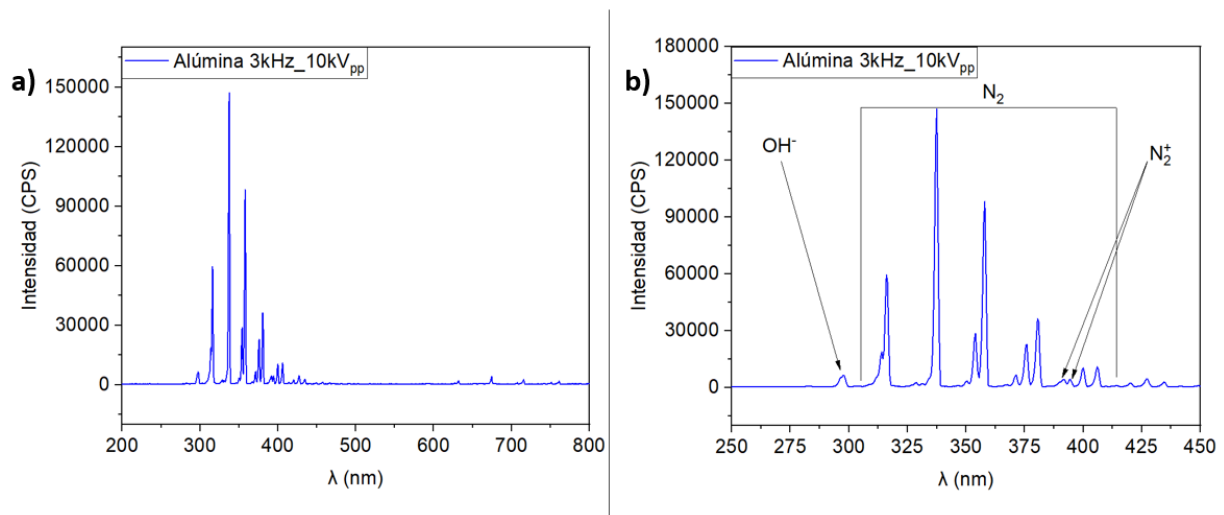 a)
Alúmina 3kHz_10kVpp
Intensidad (CPS)
150000
120000
90000
60000
30000
0
200 300 400 500 600 700 800
λ (nm)
b)
Alúmina 3kHz_10kVpp
Intensidad (CPS)
180000
150000
120000
90000
60000
30000
0
N2
OH-
N2+
250 275 300 325 350 375 400 425 450
λ (nm)